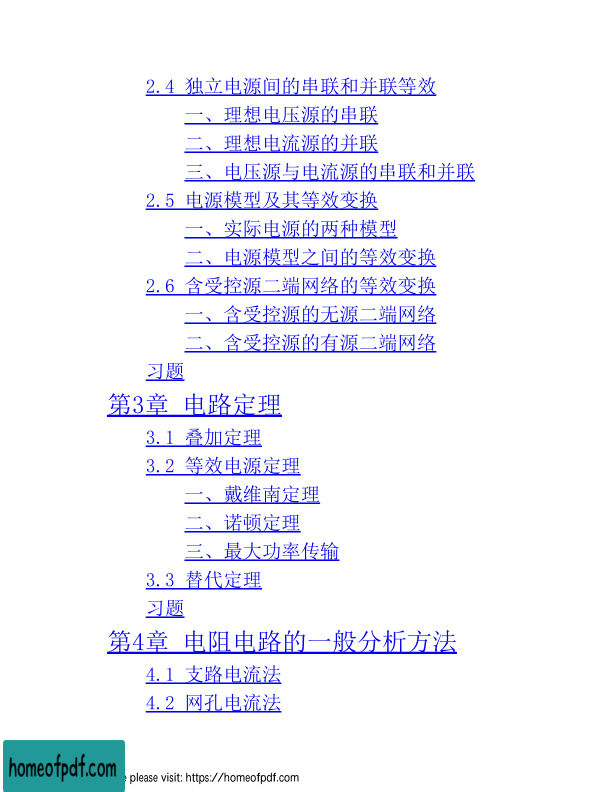 2.4 独立电源间的串联和并联等效
一、理想电压源的串联
二、理想电流源的并联
三、电压源与电流源的串联和并联
2.5 电源模型及其等效变换
一、实际电源的两种模型
二、电源模型之间的等效变换
2.6 含受控源二端网络的等效变换
一、含受控源的无源二端网络
二、含受控源的有源二端网络
习题
第3章 电路定理
3.1 叠加定理
3.2 等效电源定理
一、戴维南定理
二、诺顿定理
三、最大功率传输
3.3 替代定理
习题
第4章 电阻电路的一般分析方法
4.1 支路电流法
4.2 网孔电流法
homeofpdf.com
please visit: https://homeofpdf.com